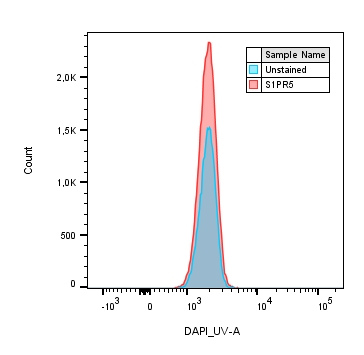 Sample Name
Unstained
S1PR5
2,0K
1,5K
1,0K
500
0
Count
-10³ 0 10³ 10⁴ 10⁵
DAPI_UV-A